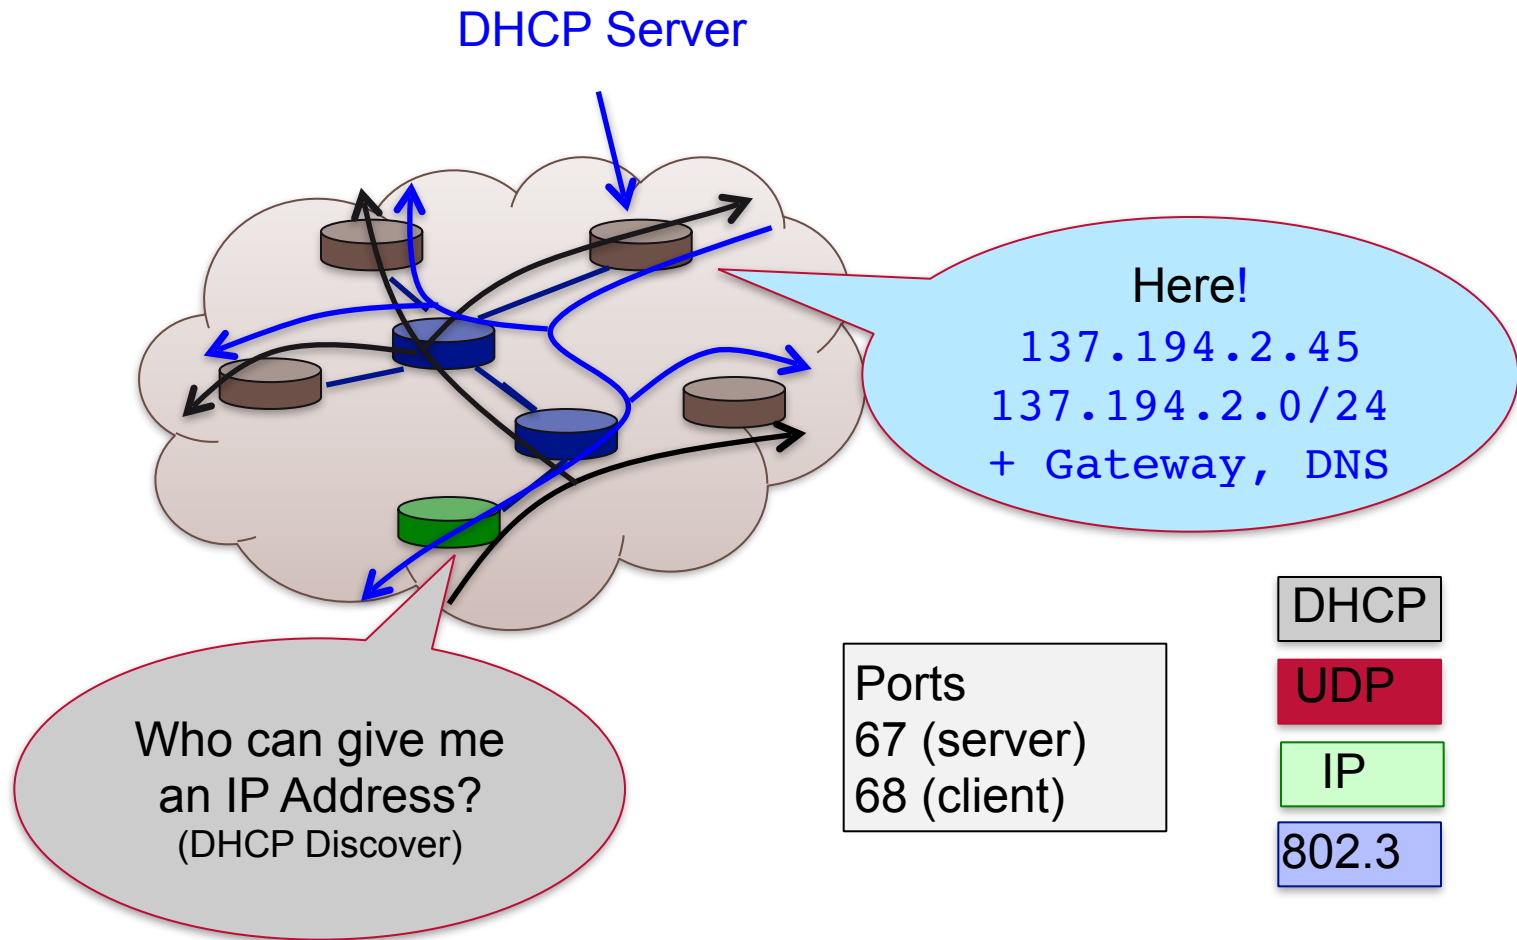 DHCP Server
Here!
137.194.2.45
137.194.2.0/24
+ Gateway, DNS
Who can give me
an IP Address?
(DHCP Discover)
Ports
67 (server)
68 (client)
DHCP
UDP
IP
802.3